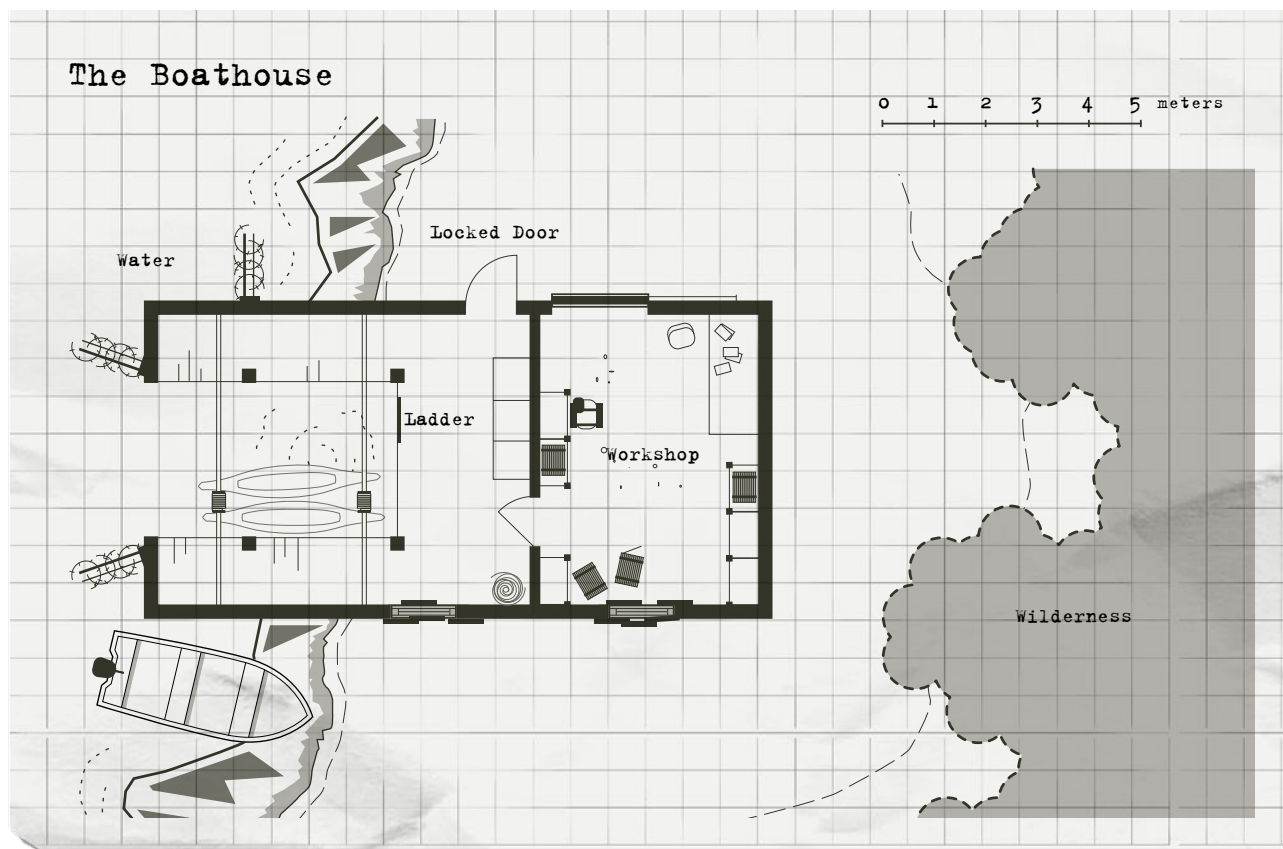 The Boathouse
0 1 2 3 4 5 meters
Locked Door
Water
Ladder
Workshop
Wilderness